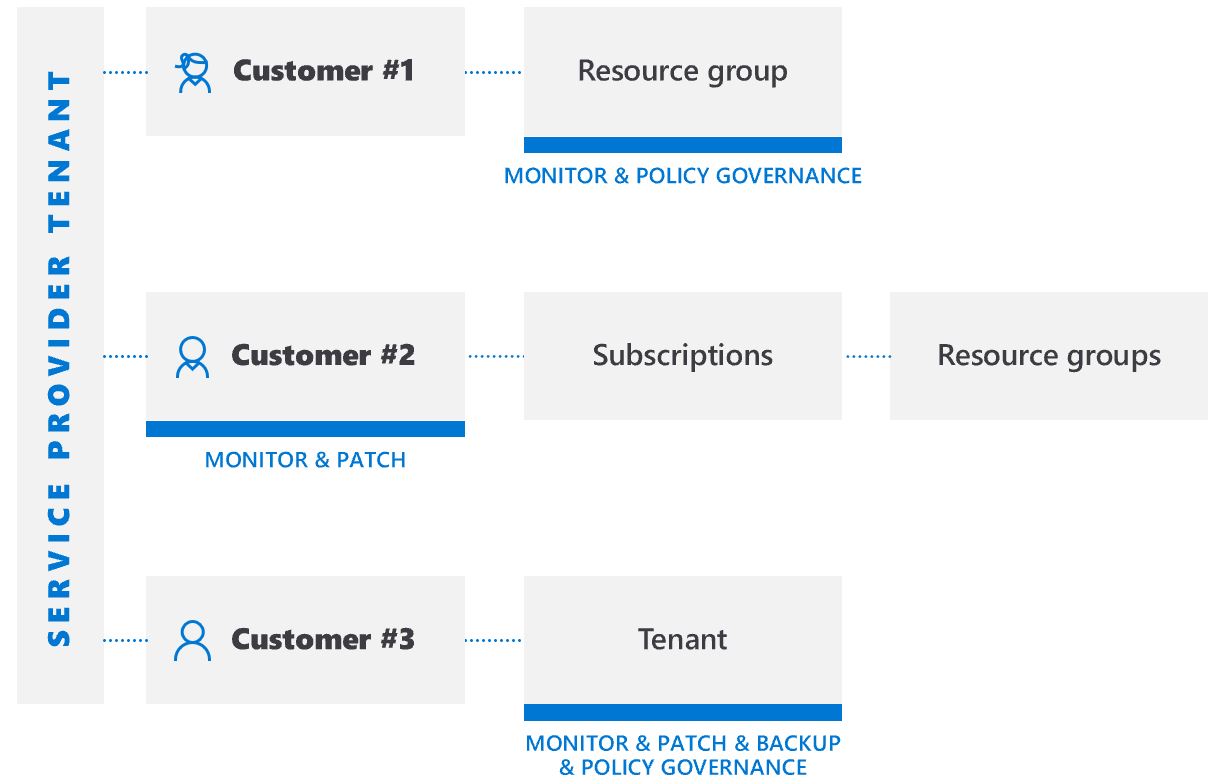 SERVICE PROVIDER TENANT
Customer #1
Resource group
MONITOR & POLICY GOVERNANCE
Customer #2
Subscriptions
Resource groups
MONITOR & PATCH
Customer #3
Tenant
MONITOR & PATCH & BACKUP
& POLICY GOVERNANCE